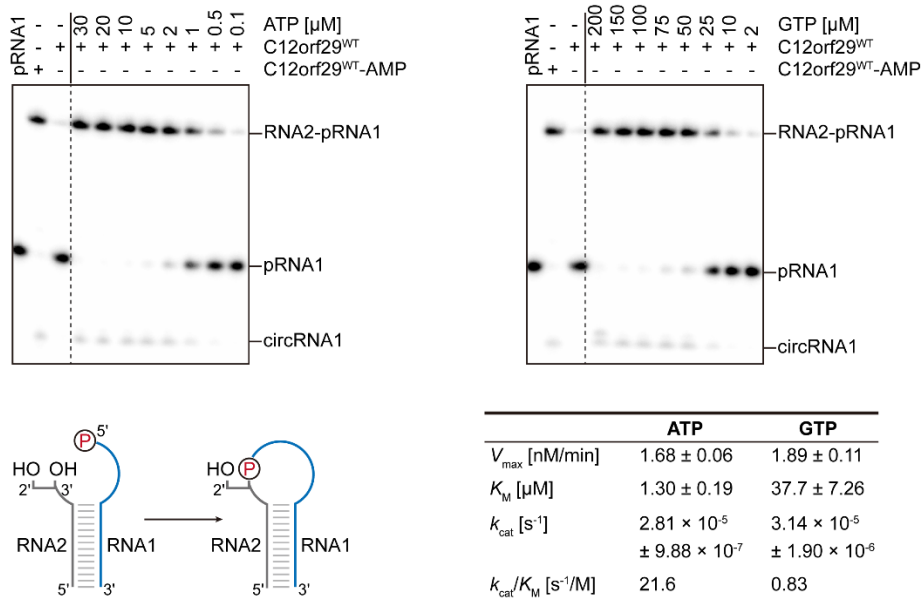 pRNA1 - - 30 20 10 5 2 1 0.5 0.1 ATP [µM]
- + + + + + + + + + C12orf29ᵂᵀ
+ - - - - - - - - - C12orf29ᵂᵀ-AMP
RNA2-pRNA1
pRNA1
circRNA1
pRNA1 - - 200 150 100 75 50 25 10 2 GTP [µM]
- + + + + + + + + + C12orf29ᵂᵀ
+ - - - - - - - - - C12orf29ᵂᵀ-AMP
RNA2-pRNA1
pRNA1
circRNA1
P 5'
HO OH
2' 3'
RNA2 RNA1
5' 3'
HO P
2'
RNA2 RNA1
5' 3'
ATP GTP
Vmax [nM/min] 1.68 ± 0.06 1.89 ± 0.11
KM [µM] 1.30 ± 0.19 37.7 ± 7.26
kcat [s⁻¹] 2.81 × 10⁻⁵ 3.14 × 10⁻⁵
± 9.88 × 10⁻⁷ ± 1.90 × 10⁻⁶
kcat/KM [s⁻¹/M] 21.6 0.83